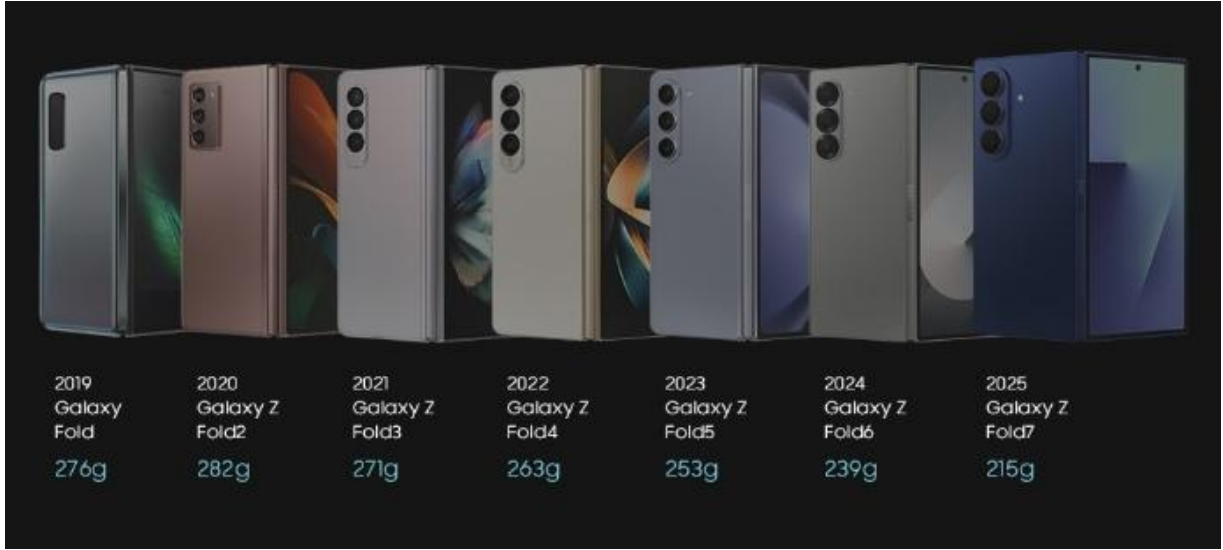 2019
Galaxy
Fold
276g
2020
Galaxy Z
Fold2
282g
2021
Galaxy Z
Fold3
271g
2022
Galaxy Z
Fold4
263g
2023
Galaxy Z
Fold5
253g
2024
Galaxy Z
Fold6
239g
2025
Galaxy Z
Fold7
215g